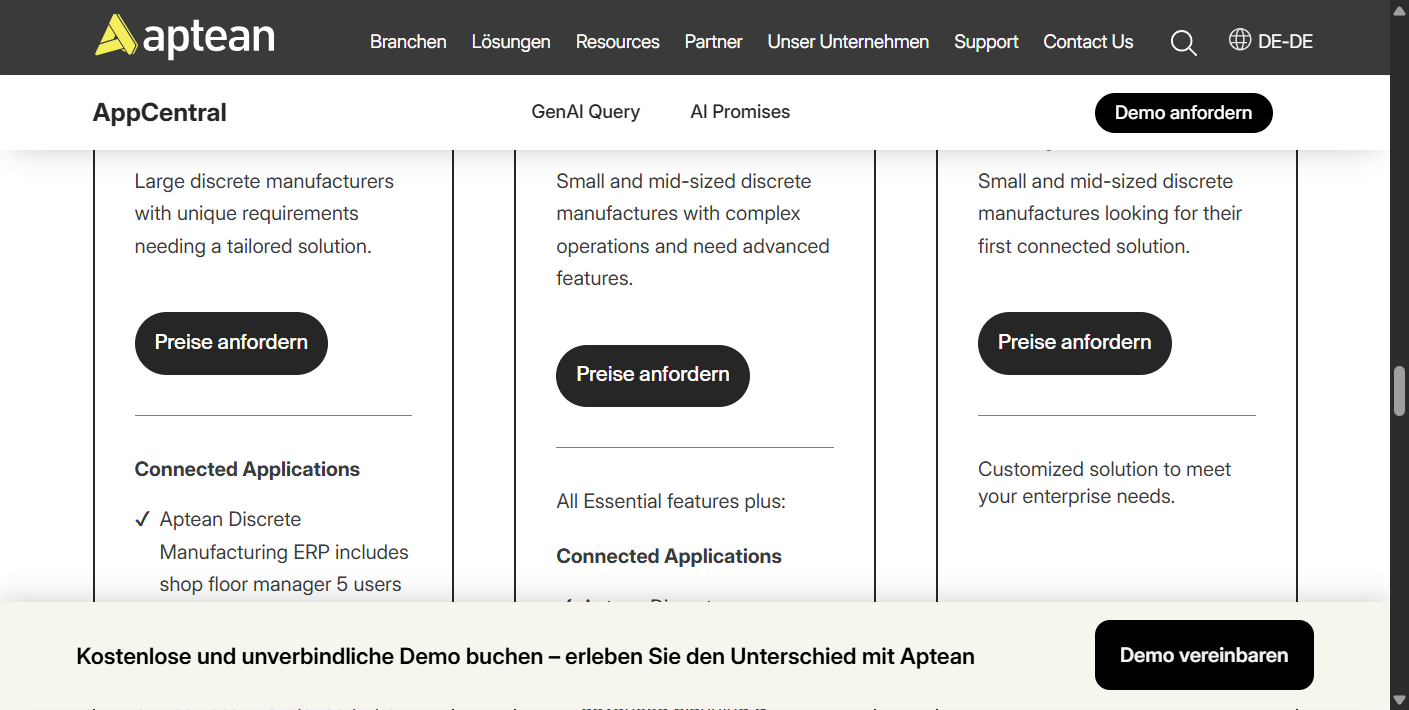 aptean
Branchen Lösungen Resources Partner Unser Unternehmen Support Contact Us DE-DE
AppCentral GenAI Query AI Promises Demo anfordern
Large discrete manufacturers
with unique requirements
needing a tailored solution.
Preise anfordern
Connected Applications
✓ Aptean Discrete
Manufacturing ERP includes
shop floor manager 5 users
Small and mid-sized discrete
manufactures with complex
operations and need advanced
features.
Preise anfordern
All Essential features plus:
Connected Applications
Small and mid-sized discrete
manufactures looking for their
first connected solution.
Preise anfordern
Customized solution to meet
your enterprise needs.
Kostenlose und unverbindliche Demo buchen – erleben Sie den Unterschied mit Aptean
Demo vereinbaren